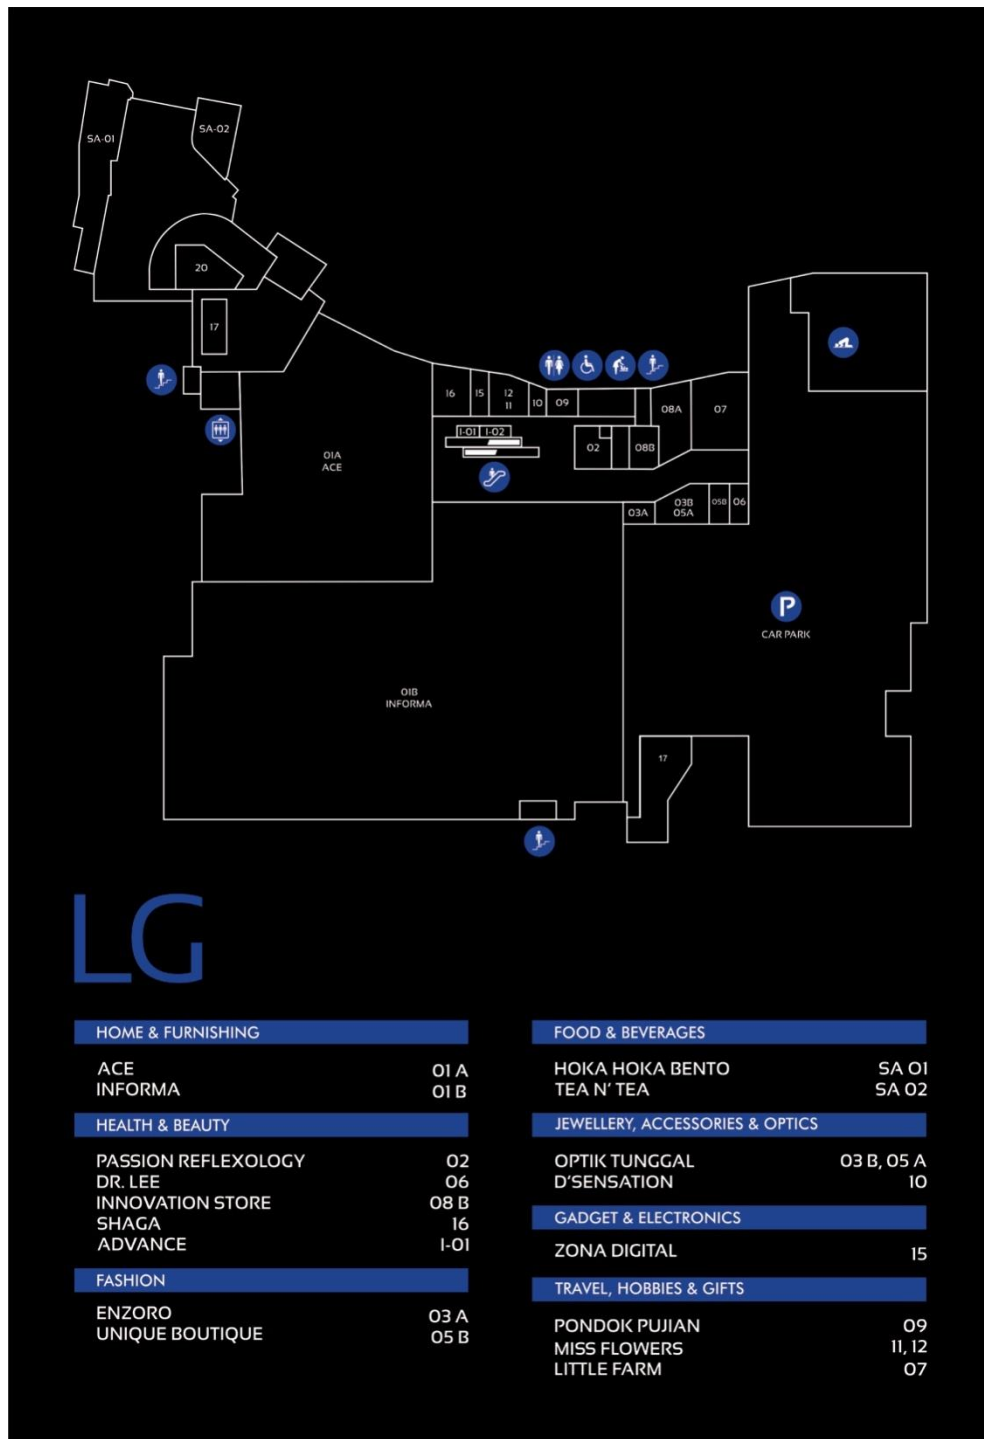 SA-01
SA-02
20
17
16
15
12
11
10
09
08A
07
I-01
I-02
02
08B
01A
ACE
03A
03B
05A
05B
06
P
CAR PARK
01B
INFORMA
17
LG
HOME & FURNISHING
ACE 01 A
INFORMA 01 B
HEALTH & BEAUTY
PASSION REFLEXOLOGY 02
DR. LEE 06
INNOVATION STORE 08 B
SHAGA 16
ADVANCE I-01
FASHION
ENZORO 03 A
UNIQUE BOUTIQUE 05 B
FOOD & BEVERAGES
HOKA HOKA BENTO SA 01
TEA N' TEA SA 02
JEWELLERY, ACCESSORIES & OPTICS
OPTIK TUNGGAL 03 B, 05 A
D'SENSATION 10
GADGET & ELECTRONICS
ZONA DIGITAL 15
TRAVEL, HOBBIES & GIFTS
PONDOK PUJIAN 09
MISS FLOWERS 11, 12
LITTLE FARM 07